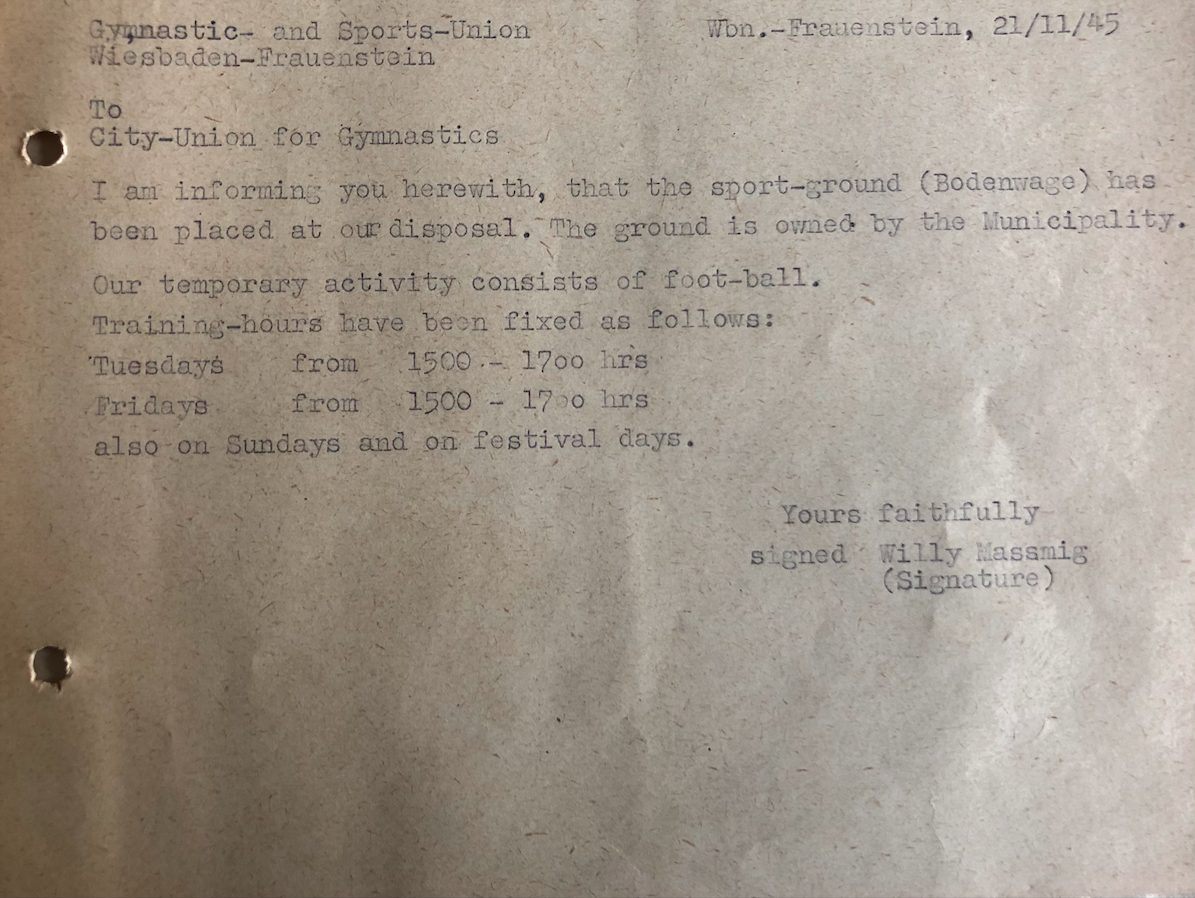 Gymnastic- and Sports-Union Wbn.-Frauenstein, 21/11/45
Wiesbaden-Frauenstein
To
City-Union for Gymnastics
I am informing you herewith, that the sport-ground (Bodenwage) has
been placed at our disposal. The ground is owned by the Municipality.
Our temporary activity consists of foot-ball.
Training-hours have been fixed as follows:
Tuesdays from 1500 - 17oo hrs
Fridays from 1500 - 17oo hrs
also on Sundays and on festival days.
Yours faithfully
signed Willy Massmig
(Signature)